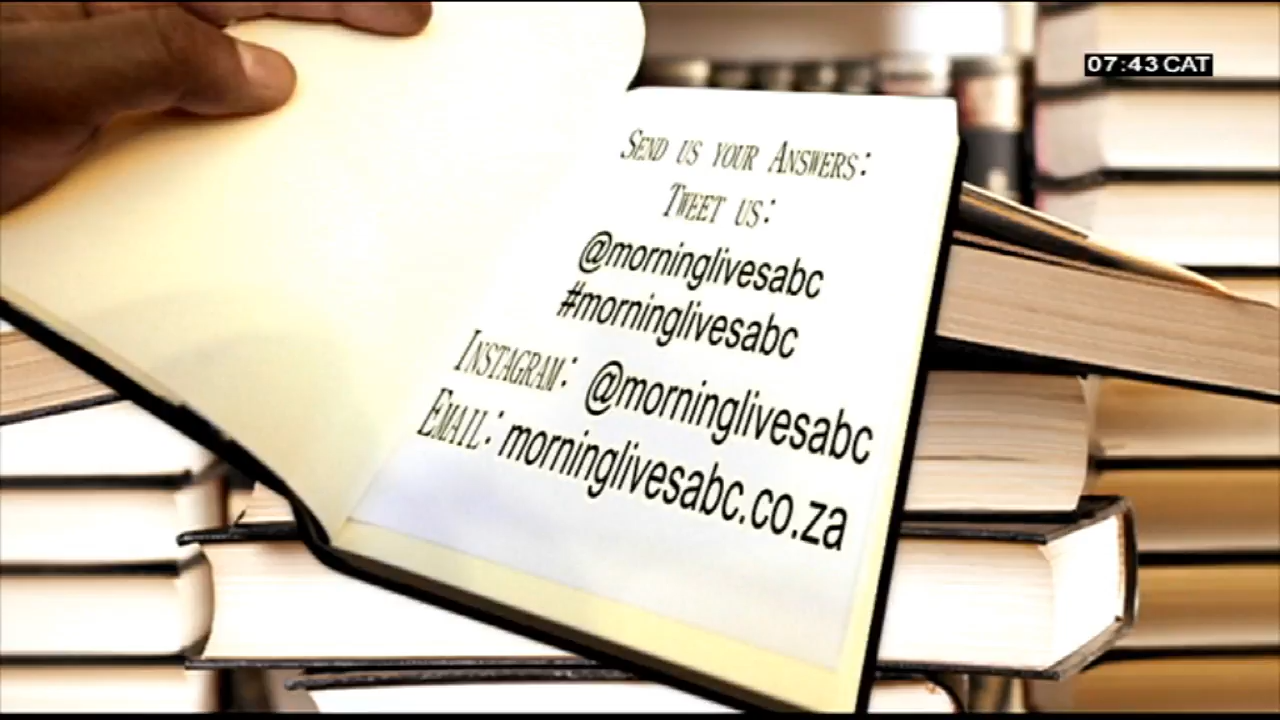 07:43 CAT
SEND US YOUR ANSWERS:
TWEET US:
@morninglivesabc
#morninglivesabc
INSTAGRAM: @morninglivesabc
EMAIL: morninglivesabc.co.za